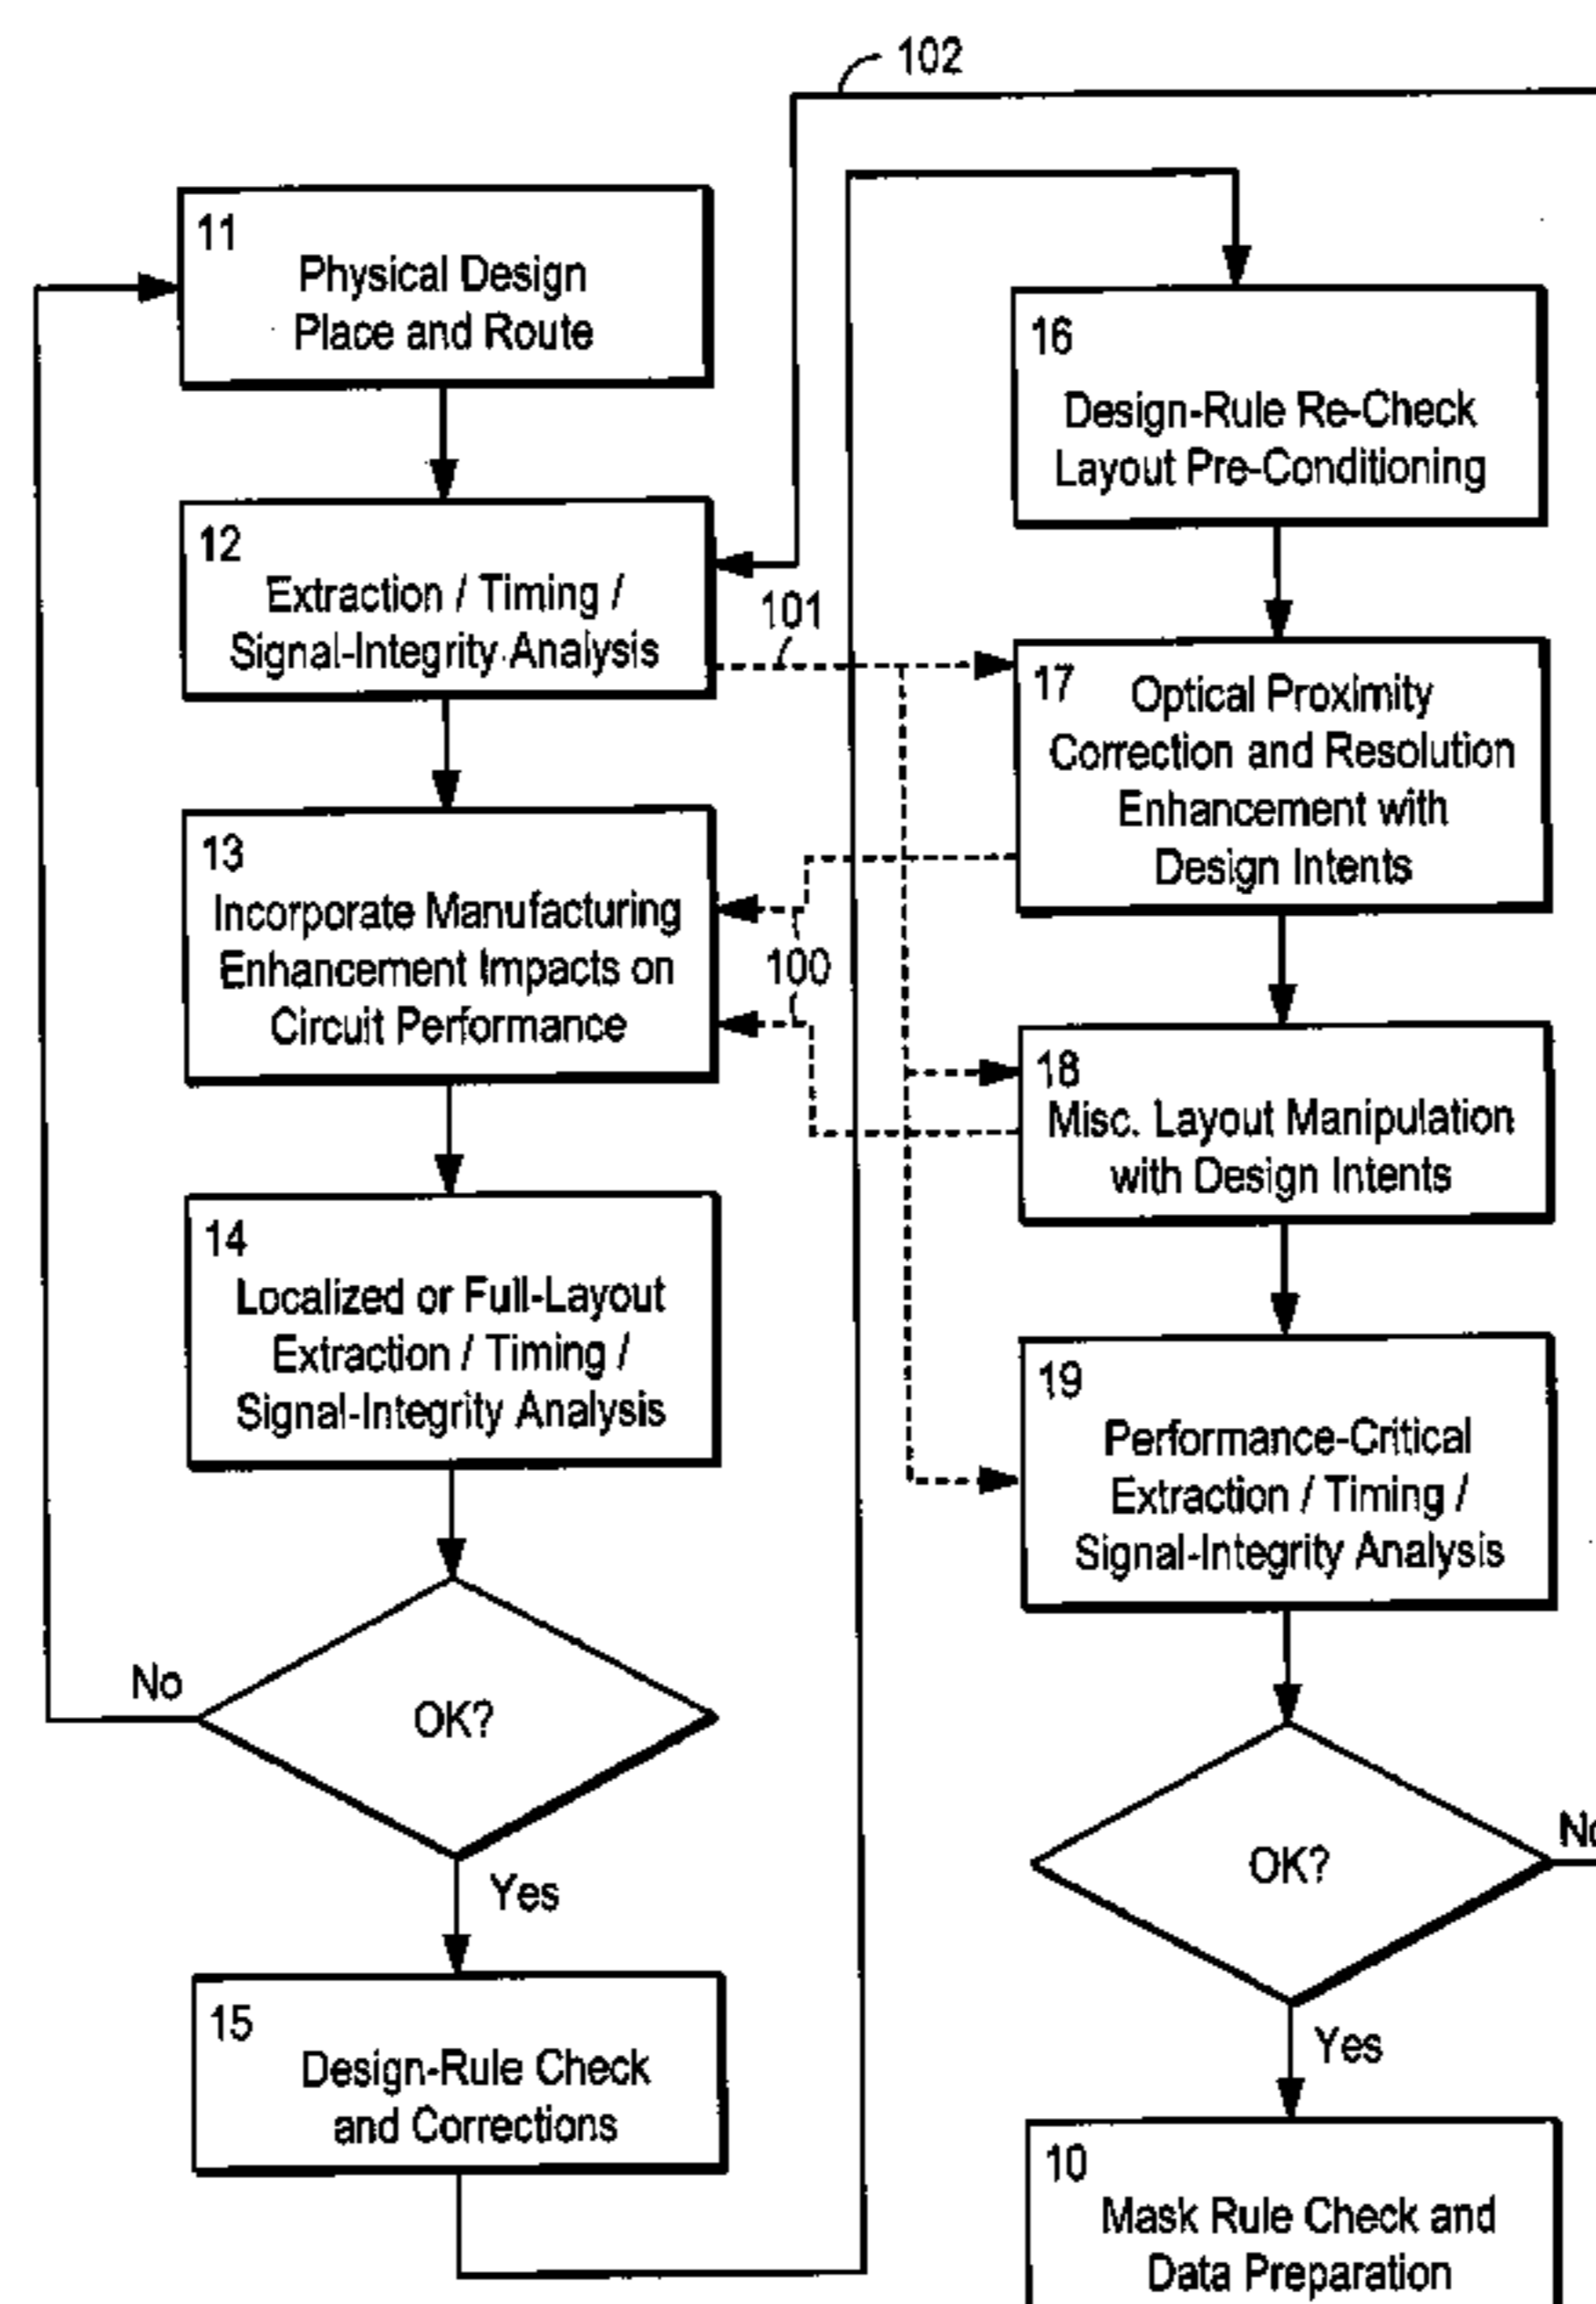 102
11
Physical Design
Place and Route
12
Extraction / Timing /
Signal-Integrity Analysis
101
13
Incorporate Manufacturing
Enhancement Impacts on
Circuit Performance
100
14
Localized or Full-Layout
Extraction / Timing /
Signal-Integrity Analysis
OK?
No
Yes
15
Design-Rule Check
and Corrections
16
Design-Rule Re-Check
Layout Pre-Conditioning
17
Optical Proximity
Correction and Resolution
Enhancement with
Design Intents
18
Misc. Layout Manipulation
with Design Intents
19
Performance-Critical
Extraction / Timing /
Signal-Integrity Analysis
OK?
No
Yes
10
Mask Rule Check and
Data Preparation